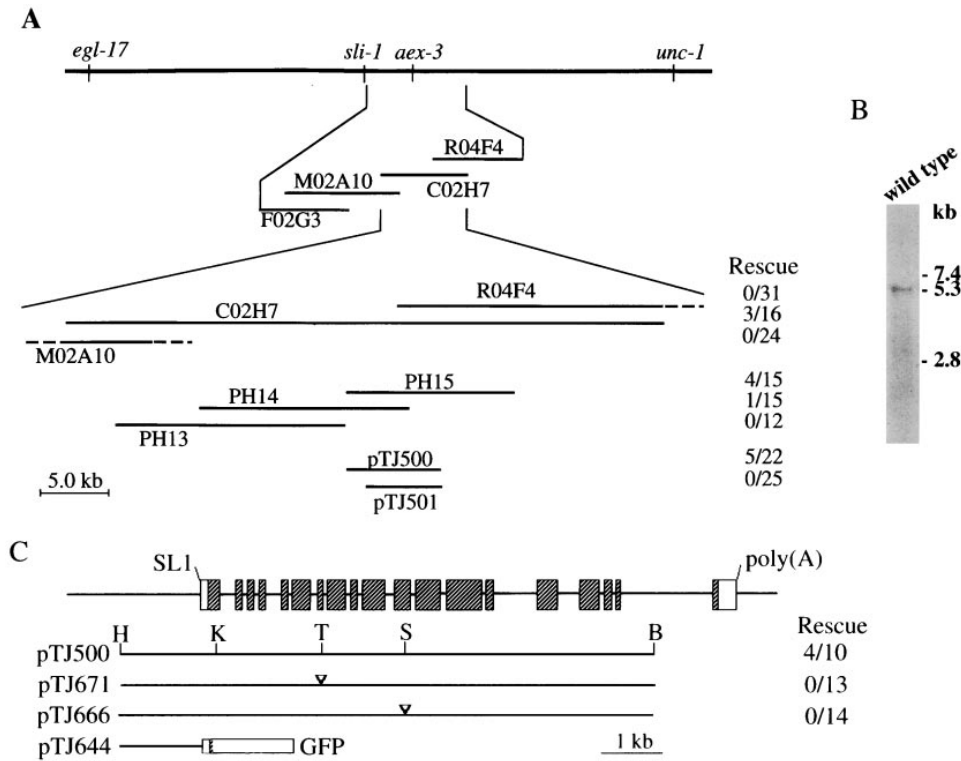 A
egl-17 sli-1 aex-3 unc-1
R04F4
M02A10 C02H7
F02G3
Rescue
R04F4 0/31
C02H7 3/16
0/24
M02A10
PH15 4/15
PH14 1/15
PH13 0/12
pTJ500 5/22
5.0 kb 0/25
pTJ501
B
wild type
kb
- 7.4
- 5.3
- 2.8
C
SL1 poly(A)
H K T S B
Rescue
pTJ500 4/10
pTJ671 0/13
pTJ666 0/14
pTJ644 GFP 1 kb